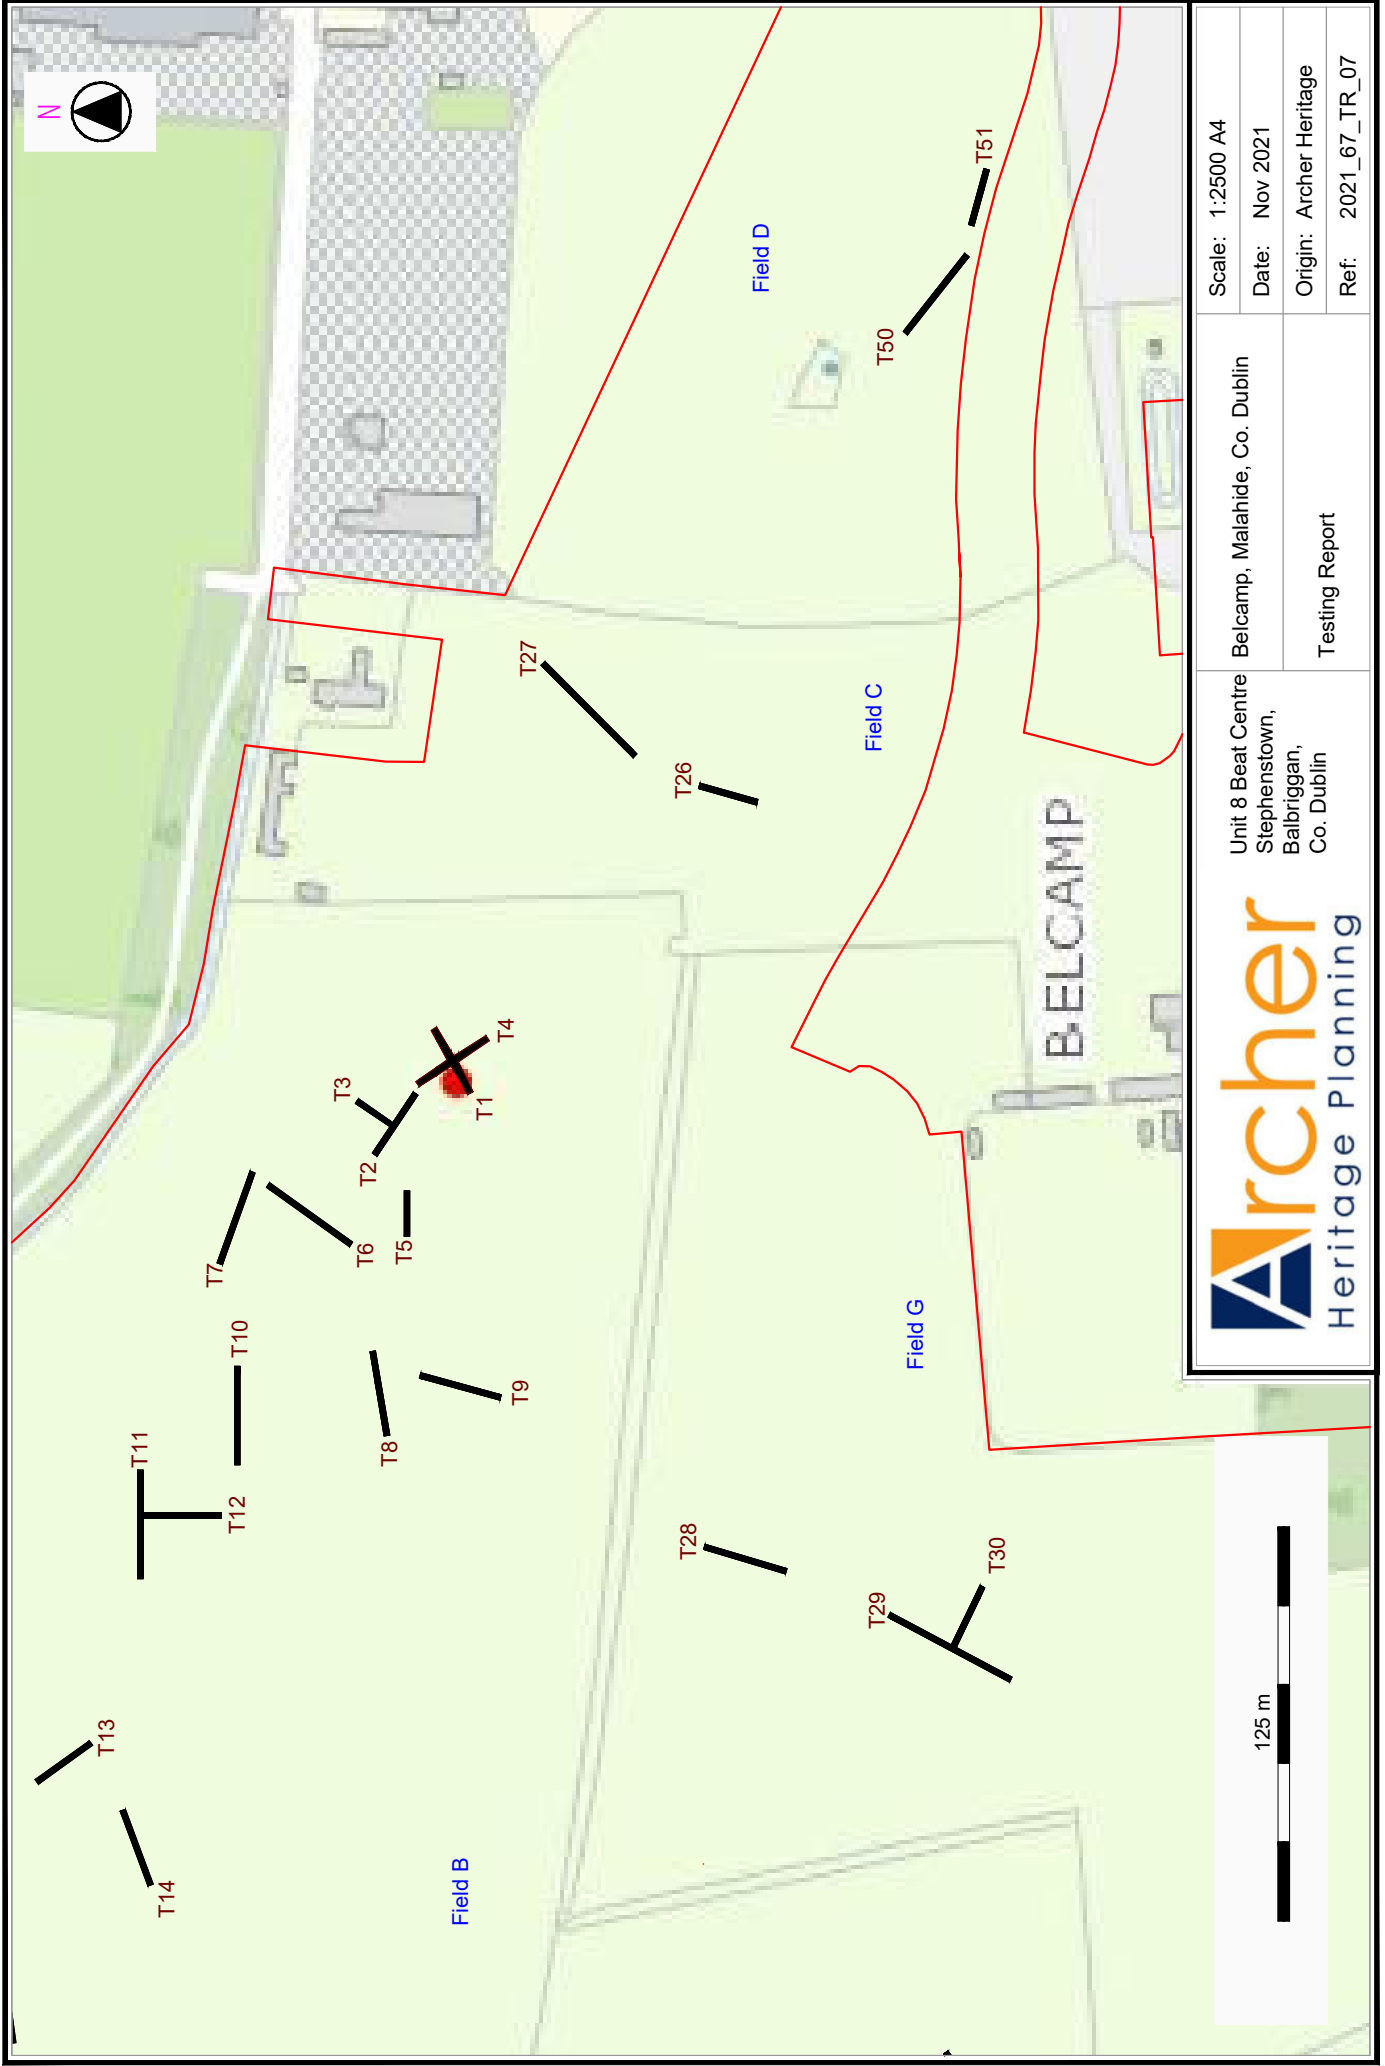 N
T13
T14
T11
T12
T10
T7
T6
T5
T8
T9
T3
T2
T1
T4
T27
T26
T28
T29
T30
T50
T51
Field B
Field C
Field D
Field G
BELCAMP
125 m
Archer
Heritage Planning
Unit 8 Beat Centre
Stephenstown,
Balbriggan,
Co. Dublin
Belcamp, Malahide, Co. Dublin
Testing Report
Scale: 1:2500 A4
Date: Nov 2021
Origin: Archer Heritage
Ref: 2021_67_TR_07